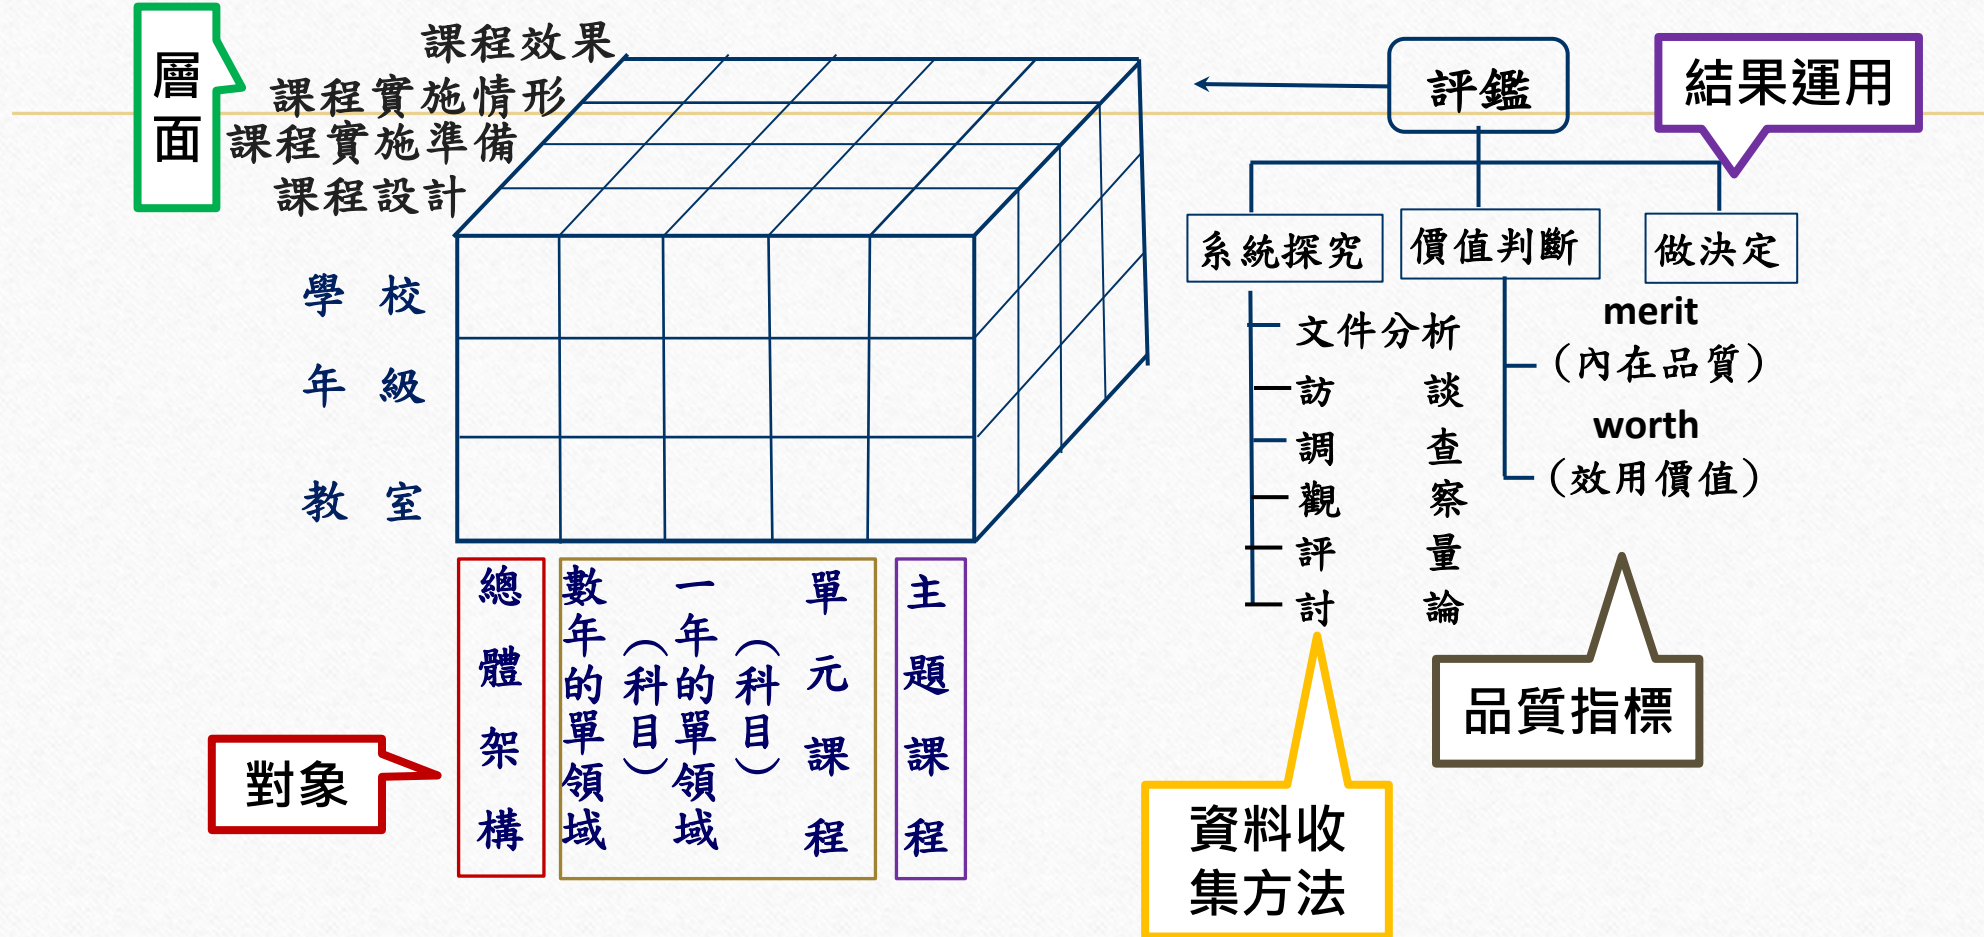 層
面
課程效果
課程實施情形
課程實施準備
課程設計
學 校
年 級
教 室
對象
總體架構
數年的單領域
(科目)
一年的單領域
(科目)
單元課程
主題課程
評鑑
結果運用
系統探究
價值判斷
做決定
文件分析
訪 談
調 查
觀 察
評 量
討 論
merit
(內在品質)
worth
(效用價值)
資料收
集方法
品質指標